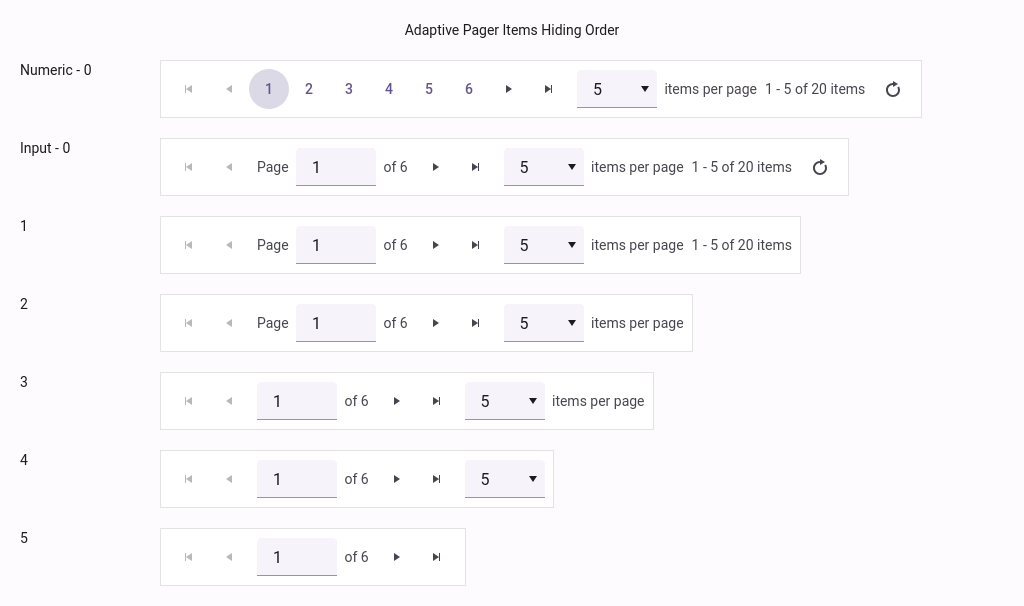 Adaptive Pager Items Hiding Order
Numeric - 0
1 2 3 4 5 6 5 items per page 1 - 5 of 20 items
Input - 0
Page 1 of 6 5 items per page 1 - 5 of 20 items
1
Page 1 of 6 5 items per page 1 - 5 of 20 items
2
Page 1 of 6 5 items per page
3
1 of 6 5 items per page
4
1 of 6 5
5
1 of 6